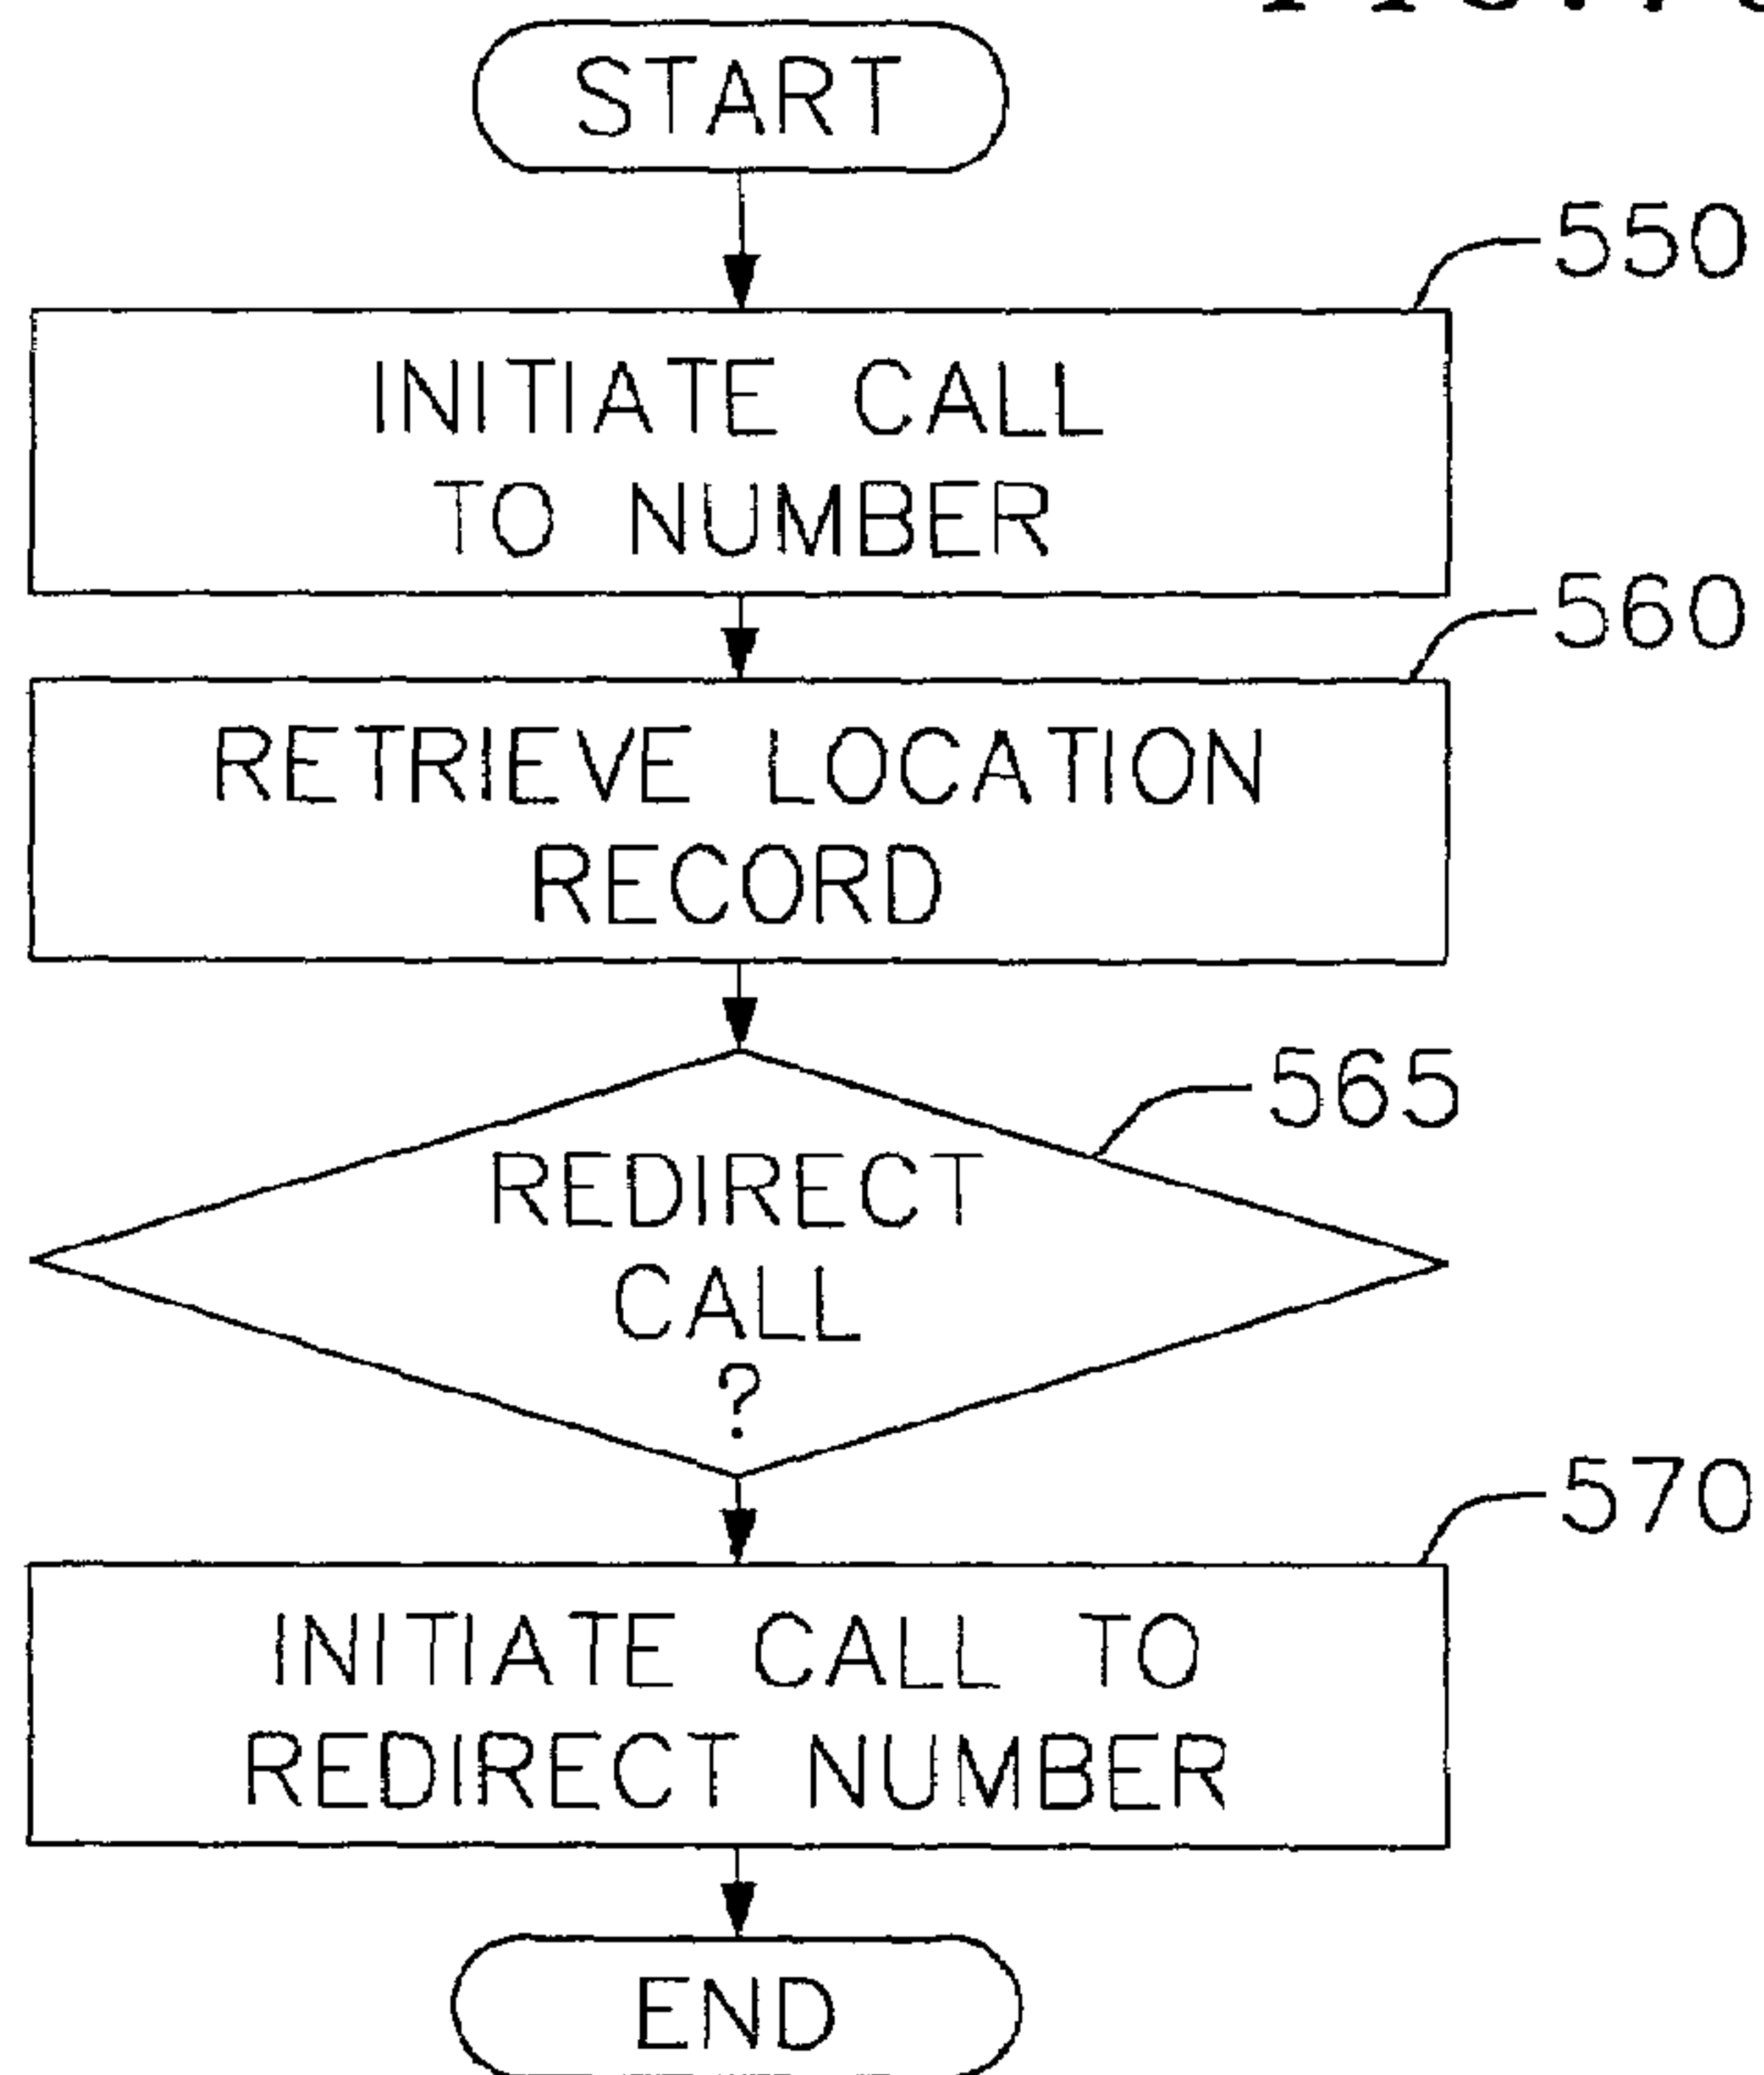 START
550
INITIATE CALL
TO NUMBER
560
RETRIEVE LOCATION
RECORD
565
REDIRECT
CALL
?
570
INITIATE CALL TO
REDIRECT NUMBER
END